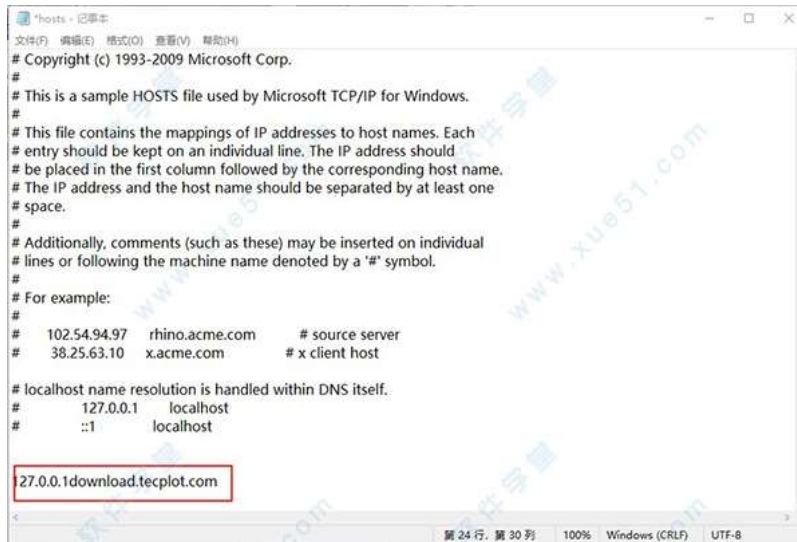 *hosts - 记事本
文件(F) 编辑(E) 格式(O) 查看(V) 帮助(H)
# Copyright (c) 1993-2009 Microsoft Corp.
#
# This is a sample HOSTS file used by Microsoft TCP/IP for Windows.
#
# This file contains the mappings of IP addresses to host names. Each
# entry should be kept on an individual line. The IP address should
# be placed in the first column followed by the corresponding host name.
# The IP address and the host name should be separated by at least one
# space.
#
# Additionally, comments (such as these) may be inserted on individual
# lines or following the machine name denoted by a '#' symbol.
#
# For example:
#
# 102.54.94.97 rhino.acme.com # source server
# 38.25.63.10 x.acme.com # x client host

# localhost name resolution is handled within DNS itself.
# 127.0.0.1 localhost
# ::1 localhost

127.0.0.1download.tecplot.com
第 24 行，第 30 列 100% Windows (CRLF) UTF-8
软件学堂
www.xue51.com